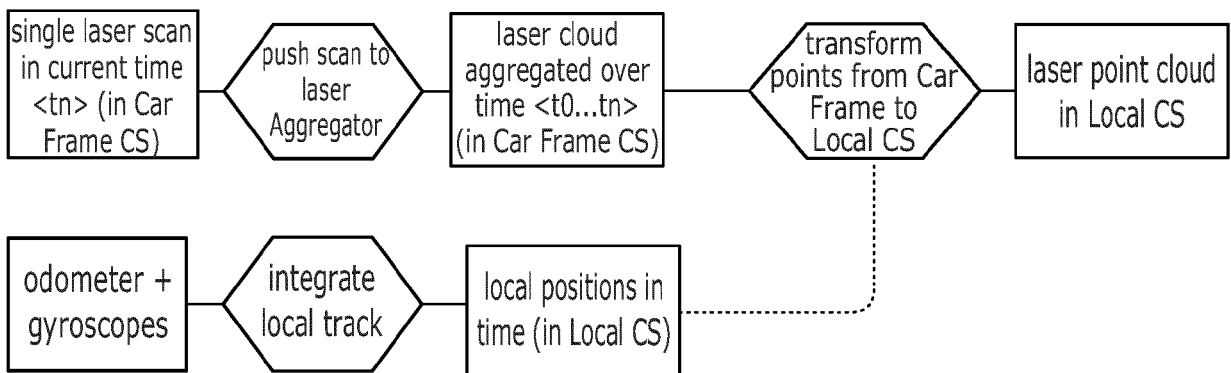 single laser scan
in current time
<tn> (in Car
Frame CS)
push scan to
laser
Aggregator
laser cloud
aggregated over
time <t0...tn>
(in Car Frame CS)
transform
points from Car
Frame to
Local CS
laser point cloud
in Local CS
odometer +
gyroscopes
integrate
local track
local positions in
time (in Local CS)